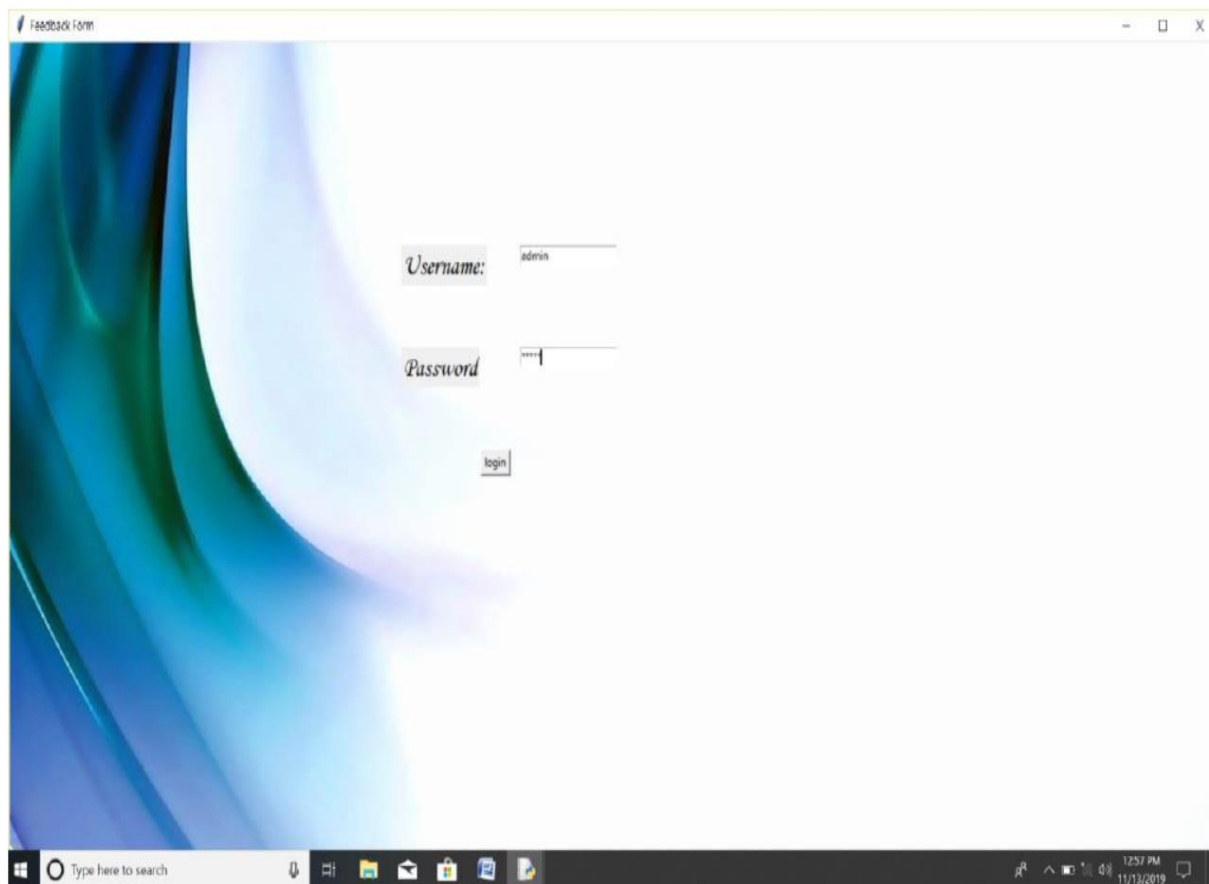 Feedback Form
Username:
admin
Password
*****
login
Type here to search
12:57 PM
11/13/2019